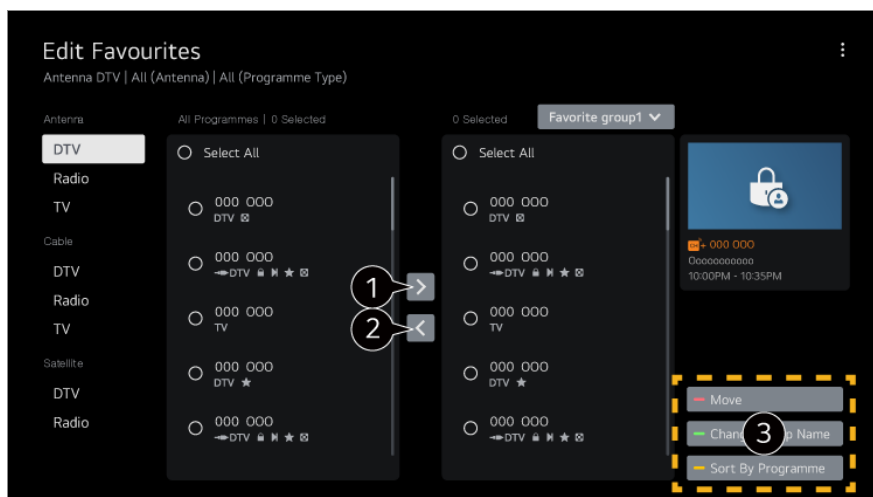 Edit Favourites
Antenna DTV | All (Antenna) | All (Programme Type)
Antenna
DTV
Radio
TV
Cable
DTV
Radio
TV
Satellite
DTV
Radio
All Programmes | 0 Selected
Select All
000 000
DTV
000 000
DTV
000 000
TV
000 000
DTV
000 000
DTV
1
2
0 Selected
Favorite group1
Select All
000 000
DTV
000 000
DTV
000 000
TV
000 000
DTV
000 000
DTV
CH+ 000 000
Ooooooooooo
10:00PM - 10:35PM
Move
3
Name
Sort By Programme